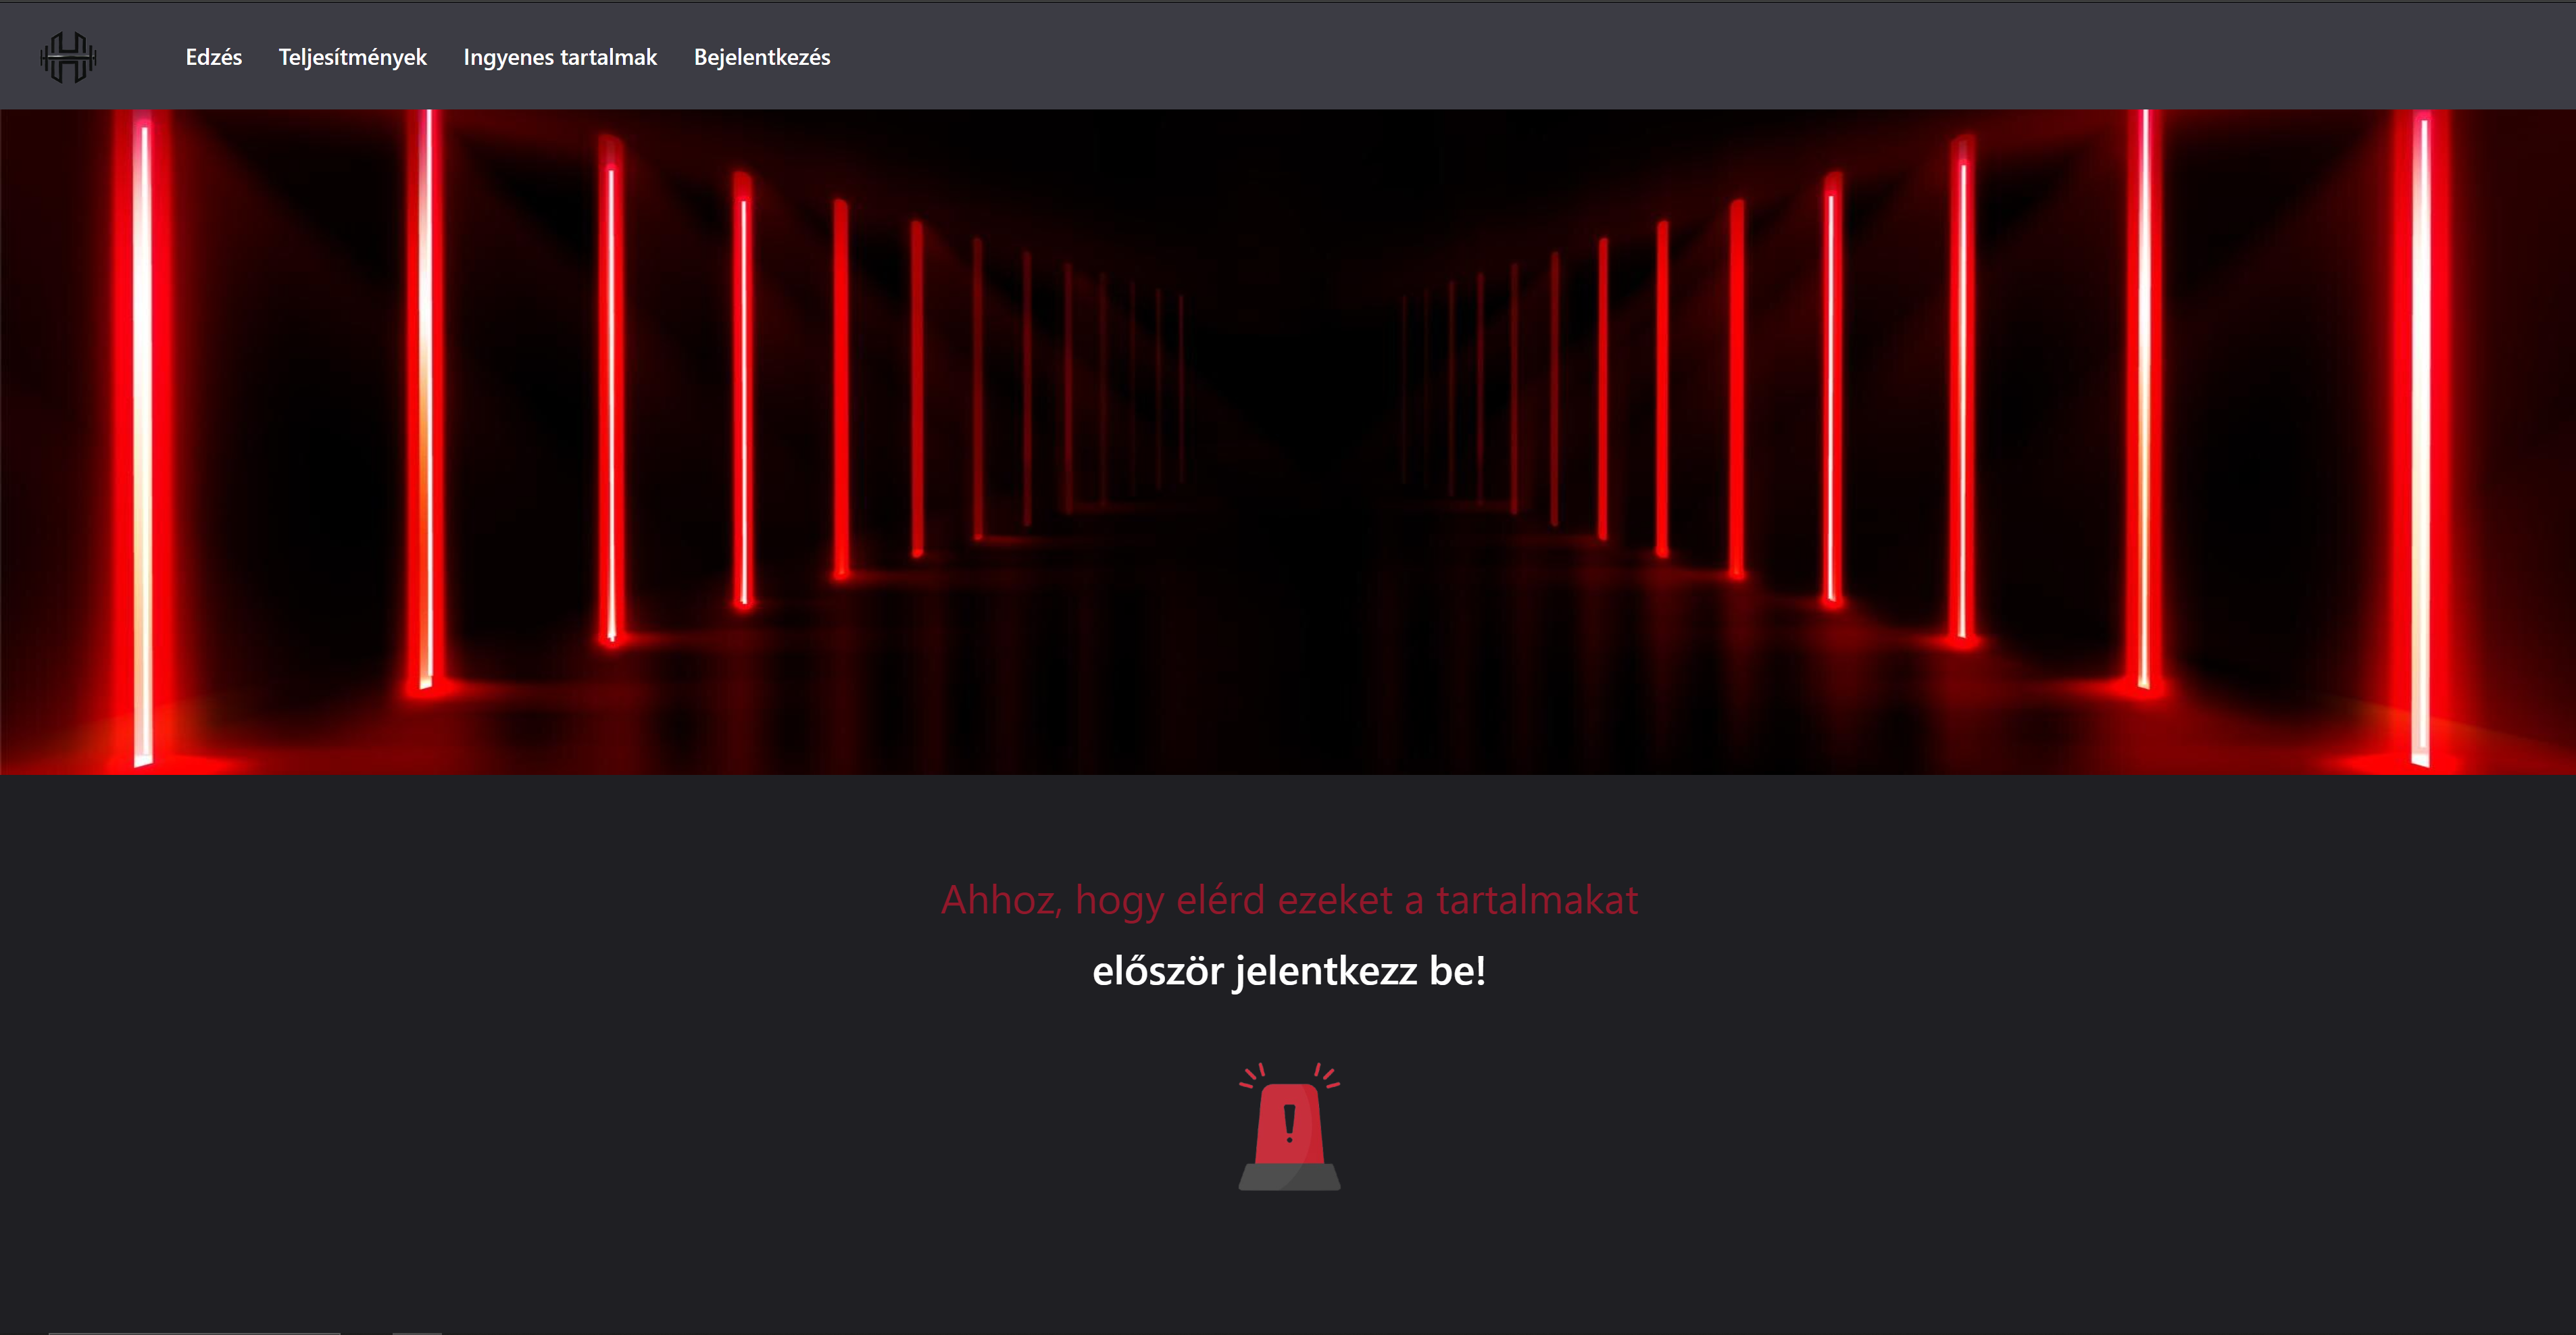 Edzés Teljesítmények Ingyenes tartalmak Bejelentkezés
Ahhoz, hogy elérd ezeket a tartalmakat
először jelentkezz be!
!